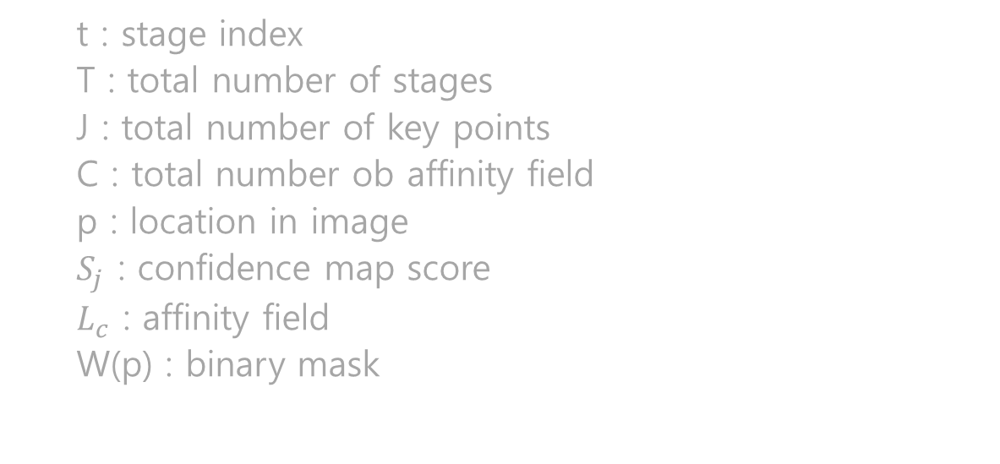 t : stage index
T : total number of stages
J : total number of key points
C : total number ob affinity field
p : location in image
S_j : confidence map score
L_c : affinity field
W(p) : binary mask